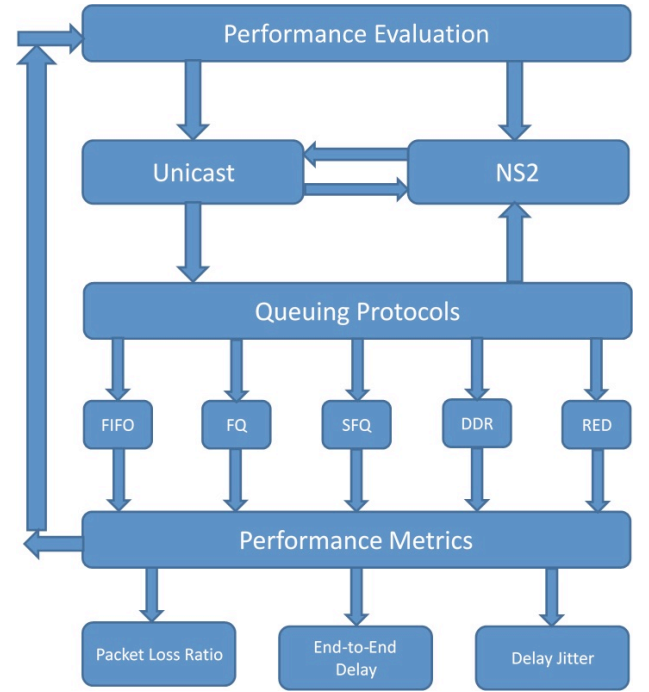 Performance Evaluation
Unicast
NS2
Queuing Protocols
FIFO
FQ
SFQ
DDR
RED
Performance Metrics
Packet Loss Ratio
End-to-End
Delay
Delay Jitter